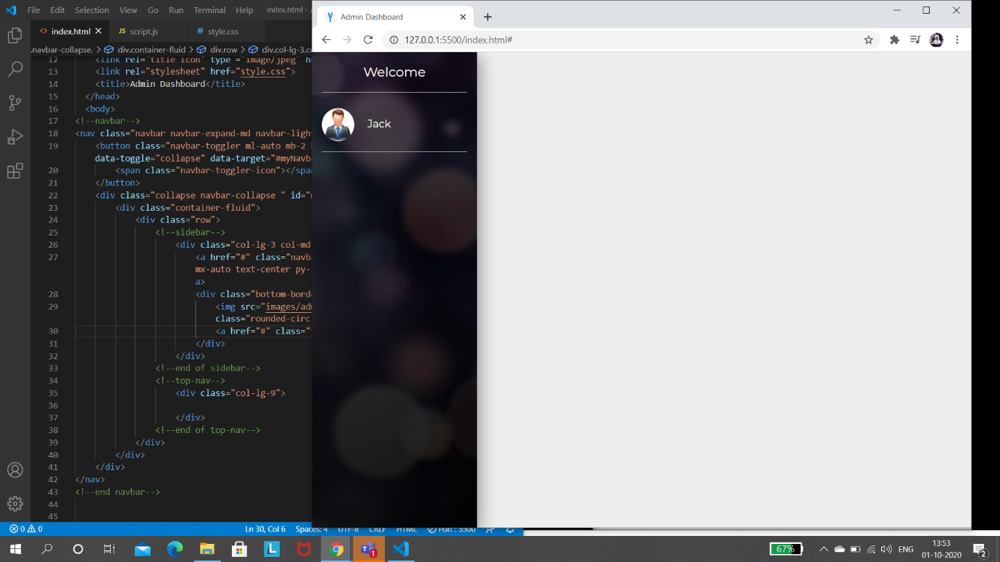 File Edit Selection View Go Run Terminal Help index.html - A
Admin Dashboard
index.html JS script.js # style.css
127.0.0.1:5500/index.html#
.navbar-collapse. > div.container-fluid > div.row > div.col-lg-3.c
12 <link rel="title icon" type ="image/jpeg" h
13 <link rel="stylesheet" href="style.css">
14 <title>Admin Dashboard</title>
15 </head>
16 <body>
17 <!--navbar-->
18 <nav class="navbar navbar-expand-md navbar-ligh
19 <button class="navbar-toggler ml-auto mb-2
data-toggle="collapse" data-target="#myNavba
20 <span class="navbar-toggler-icon"></spa
21 </button>
22 <div class="collapse navbar-collapse " id="
23 <div class="container-fluid">
24 <div class="row">
25 <!--sidebar-->
26 <div class="col-lg-3 col-md
27 <a href="#" class="navb
mx-auto text-center py-
a>
28 <div class="bottom-bord
29 <img src="images/ad
class="rounded-circ
30 <a href="#" class="
31 </div>
32 </div>
33 <!--end of sidebar-->
34 <!--top-nav-->
35 <div class="col-lg-9">
36
37 </div>
38 <!--end of top-nav-->
39 </div>
40 </div>
41 </div>
42 </nav>
43 <!--end navbar-->
44
45
Welcome
Jack
0 0 Ln 30, Col 6 Spaces: 4 UTF-8 CRLF HTML Port : 5500
L 1 67% ENG 13:53
01-10-2020 2